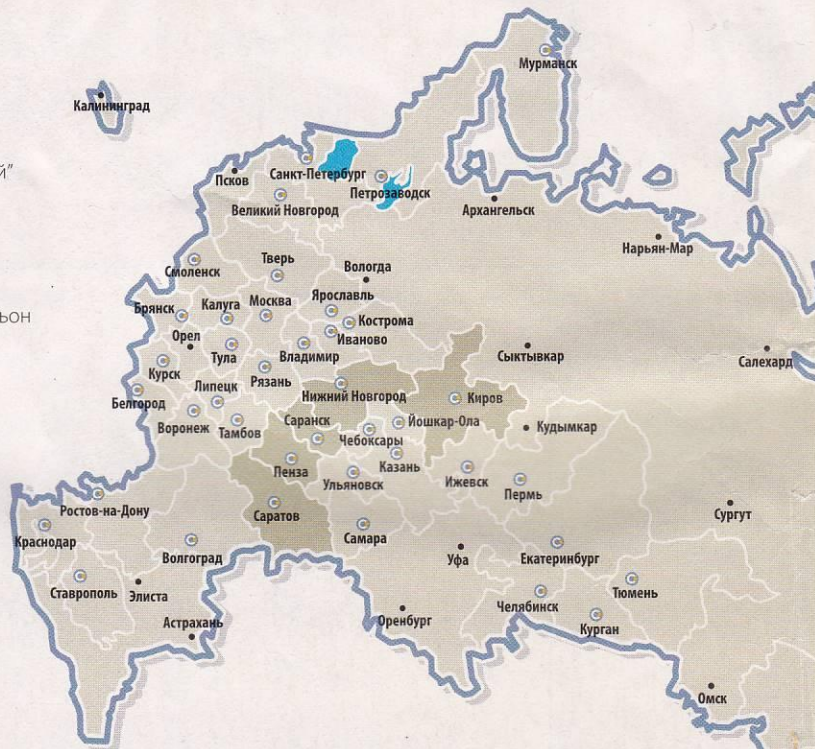 Мурманск
Калининград
й"
Санкт-Петербург
Псков
Петрозаводск
Великий Новгород
Архангельск
Нарьян-Мар
Тверь
Смоленск
Вологда
Ярославль
Брянск
Калуга
Москва
ьон
Кострома
Орел
Иваново
Тула
Владимир
Сыктывкар
Салехард
Курск
Рязань
Липецк
Нижний Новгород
Киров
Белгород
Воронеж
Тамбов
Саранск
Йошкар-Ола
Кудымкар
Чебоксары
Пенза
Казань
Ульяновск
Ижевск
Пермь
Ростов-на-Дону
Саратов
Сургут
Краснодар
Волгоград
Самара
Уфа
Екатеринбург
Ставрополь
Элиста
Челябинск
Тюмень
Астрахань
Оренбург
Курган
Омск